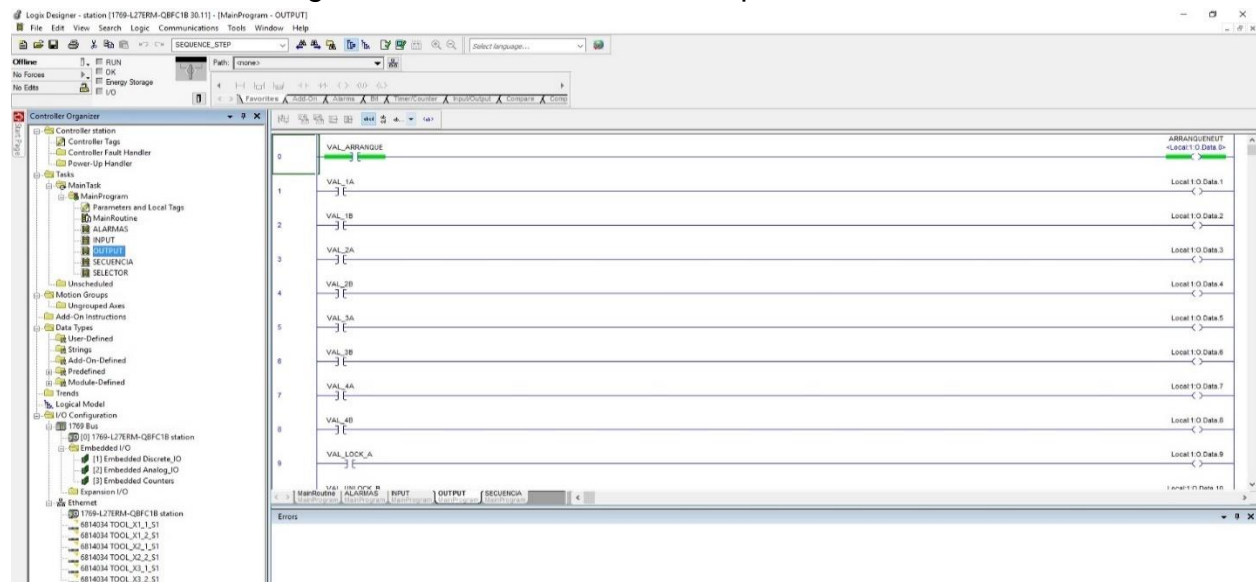 Logix Designer - station [1769-L27ERM-QBFC1B 30.11] - [MainProgram - OUTPUT]
File Edit View Search Logic Communications Tools Window Help
SEQUENCE_STEP
Select language...
Offline
RUN
Path: <none>
No Forces
OK
Energy Storage
No Edits
I/O
Favorites Add-On Alarms Bit Timer/Counter Input/Output Compare Comp
Start Page
Controller Organizer
Controller station
Controller Tags
Controller Fault Handler
Power-Up Handler
Tasks
MainTask
MainProgram
Parameters and Local Tags
MainRoutine
ALARMAS
INPUT
OUTPUT
SECUENCIA
SELECTOR
Unscheduled
Motion Groups
Ungrouped Axes
Add-On Instructions
Data Types
User-Defined
Strings
Add-On-Defined
Predefined
Module-Defined
Trends
Logical Model
I/O Configuration
1769 Bus
[0] 1769-L27ERM-QBFC1B station
Embedded I/O
[1] Embedded Discrete_IO
[2] Embedded Analog_IO
[3] Embedded Counters
Expansion I/O
Ethernet
1769-L27ERM-QBFC1B station
6814034 TOOL_X1_1_S1
6814034 TOOL_X1_2_S1
6814034 TOOL_X2_1_S1
6814034 TOOL_X2_2_S1
6814034 TOOL_X3_1_S1
6814034 TOOL_X3_2_S1
ARRANQUENEUT
0 VAL_ARRANQUE <Local:1:O.Data.0>
1 VAL_1A Local:1:O.Data.1
2 VAL_1B Local:1:O.Data.2
3 VAL_2A Local:1:O.Data.3
4 VAL_2B Local:1:O.Data.4
5 VAL_3A Local:1:O.Data.5
6 VAL_3B Local:1:O.Data.6
7 VAL_4A Local:1:O.Data.7
8 VAL_4B Local:1:O.Data.8
9 VAL_LOCK_A Local:1:O.Data.9
VAL_UNLOCK_B Local:1:O.Data.10
MainRoutine ALARMAS INPUT OUTPUT SECUENCIA
MainProgram MainProgram MainProgram MainProgram MainProgram
Errors